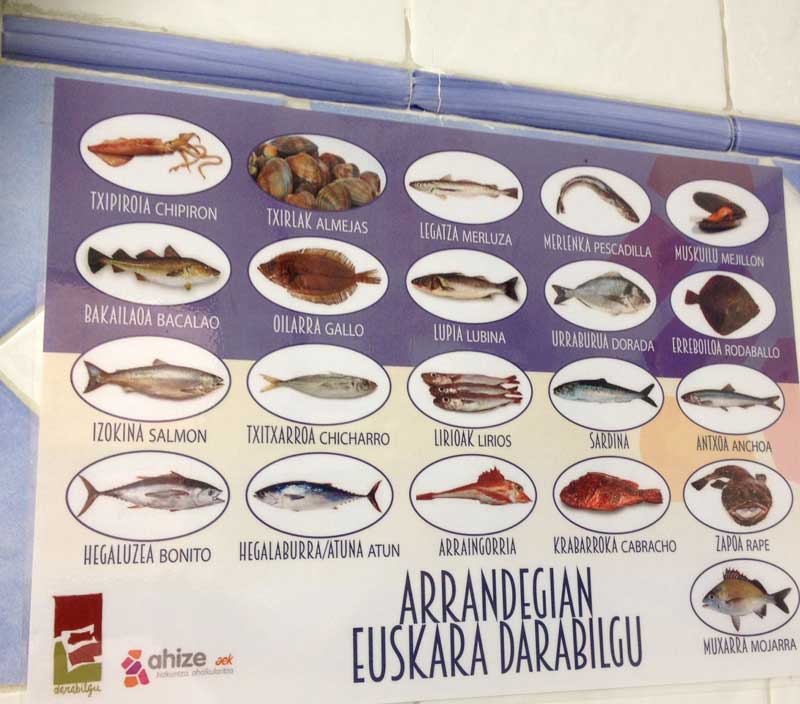 TXIPIROIA CHIPIRON
TXIRLAK ALMEJAS
LEGATZA MERLUZA
MERLENKA PESCADILLA
MUSKUILU MEJILLON
BAKAILAOA BACALAO
OILARRA GALLO
LUPIA LUBINA
URRABURUA DORADA
ERREBOILOA RODABALLO
IZOKINA SALMON
TXITXARROA CHICHARRO
LIRIOAK LIRIOS
SARDINA
ANTXOA ANCHOA
HEGALUZEA BONITO
HEGALABURRA/ATUNA ATUN
ARRAINGORRIA
KRABARROKA CABRACHO
ZAPOA RAPE
MUXARRA MOJARRA
ARRANDEGIAN
EUSKARA DARABILGU
darabilgu
ahize aek
hizkuntza aholkularitza